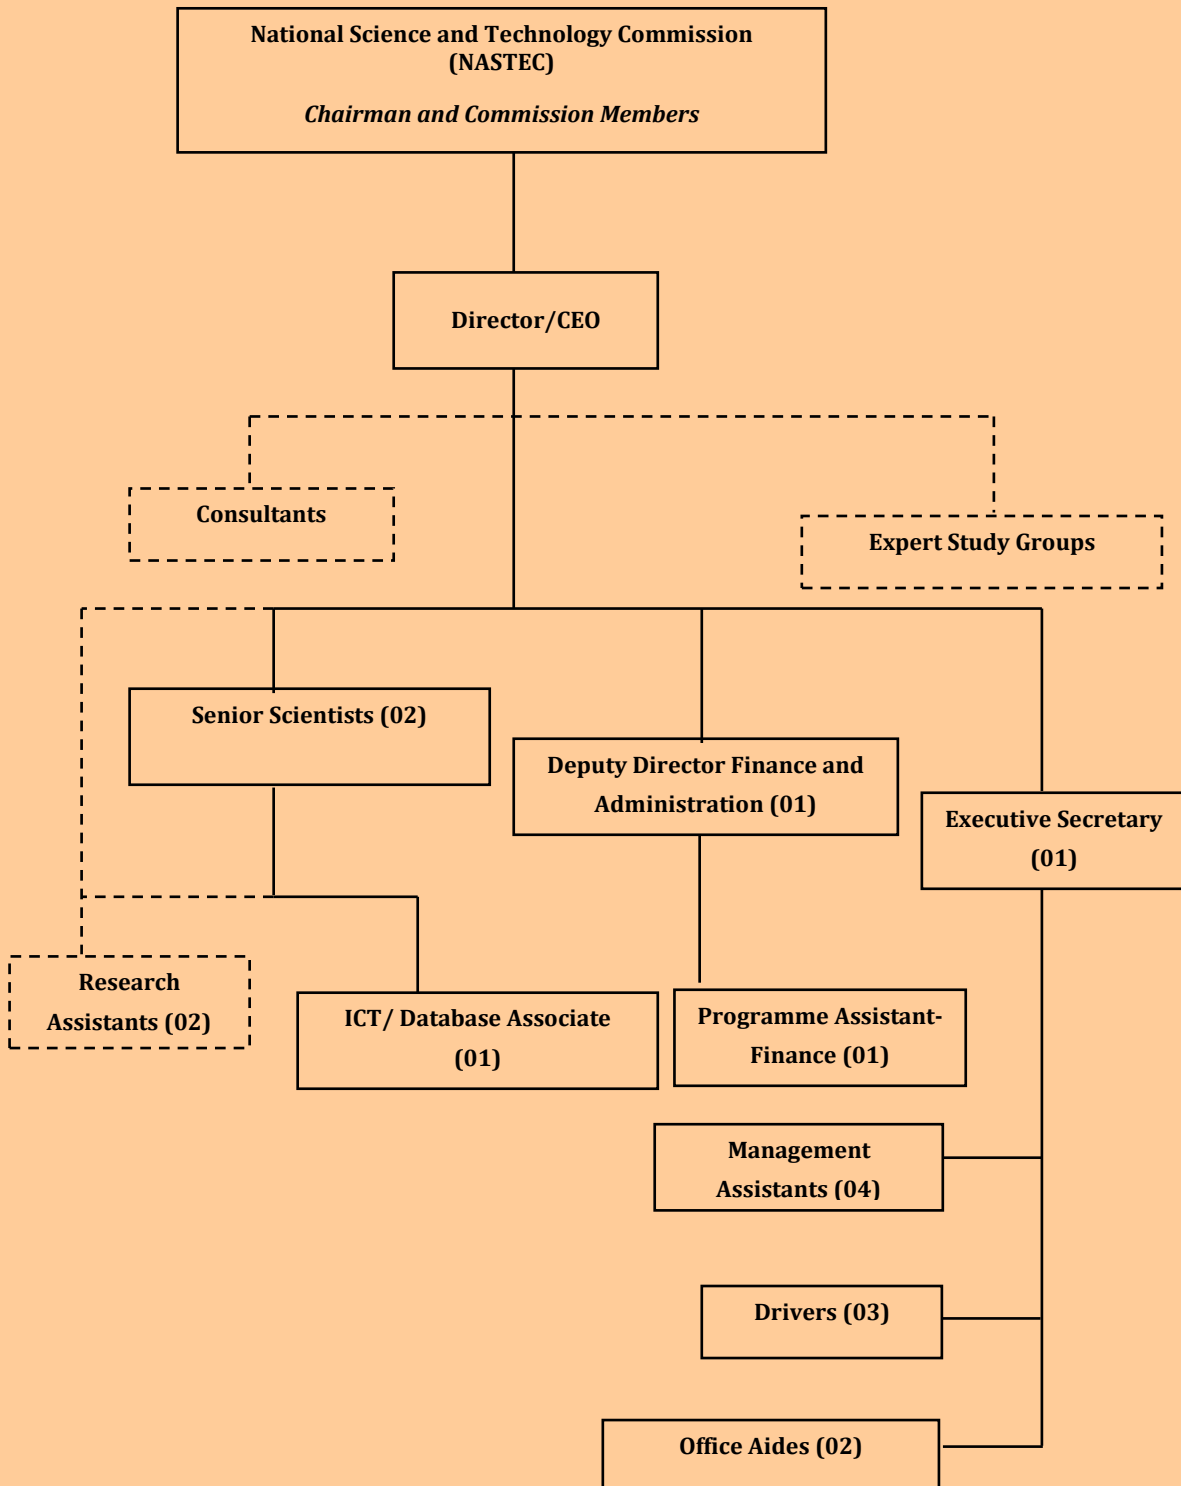 National Science and Technology Commission
(NASTEC)
Chairman and Commission Members
Director/CEO
Consultants
Expert Study Groups
Senior Scientists (02)
Deputy Director Finance and
Administration (01)
Executive Secretary
(01)
Research
Assistants (02)
ICT/ Database Associate
(01)
Programme Assistant-
Finance (01)
Management
Assistants (04)
Drivers (03)
Office Aides (02)